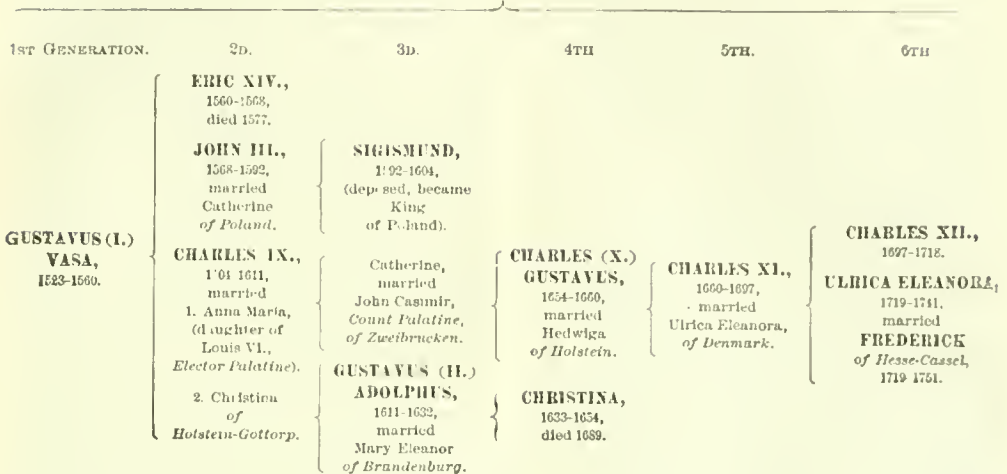 1ST GENERATION.
2D.
3D.
4TH
5TH.
6TH
GUSTAVUS (I.)
VASA,
1523-1560.
ERIC XIV.,
1560-1568,
died 1577.
JOHN III.,
1568-1592,
married
Catherine
of Poland.
CHARLES IX.,
1604-1611,
married
1. Anna Maria,
(daughter of
Louis VI.,
Elector Palatine).
2. Christina
of
Holstein-Gottorp.
SIGISMUND,
1592-1604,
(deposed, became
King
of Poland).
Catherine,
married
John Casimir,
Count Palatine,
of Zweibrucken.
GUSTAVUS (II.)
ADOLPHUS,
1611-1632,
married
Mary Eleanor
of Brandenburg.
CHARLES (X.)
GUSTAVUS,
1654-1660,
married
Hedwiga
of Holstein.
CHRISTINA,
1633-1654,
died 1689.
CHARLES XI.,
1660-1697,
married
Ulrica Eleanora,
of Denmark.
CHARLES XII.,
1697-1718.
ULRICA ELEANORA,
married
FREDERICK
of Hesse-Cassel,
1719-1751.